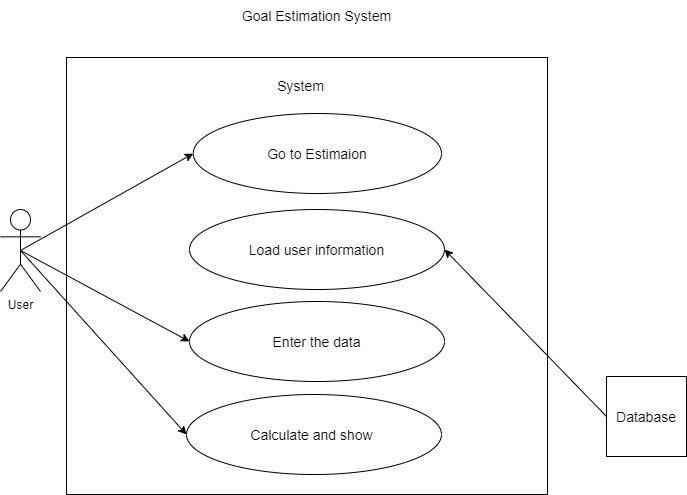 Goal Estimation System
System
Go to Estimaion
Load user information
User
Enter the data
Database
Calculate and show